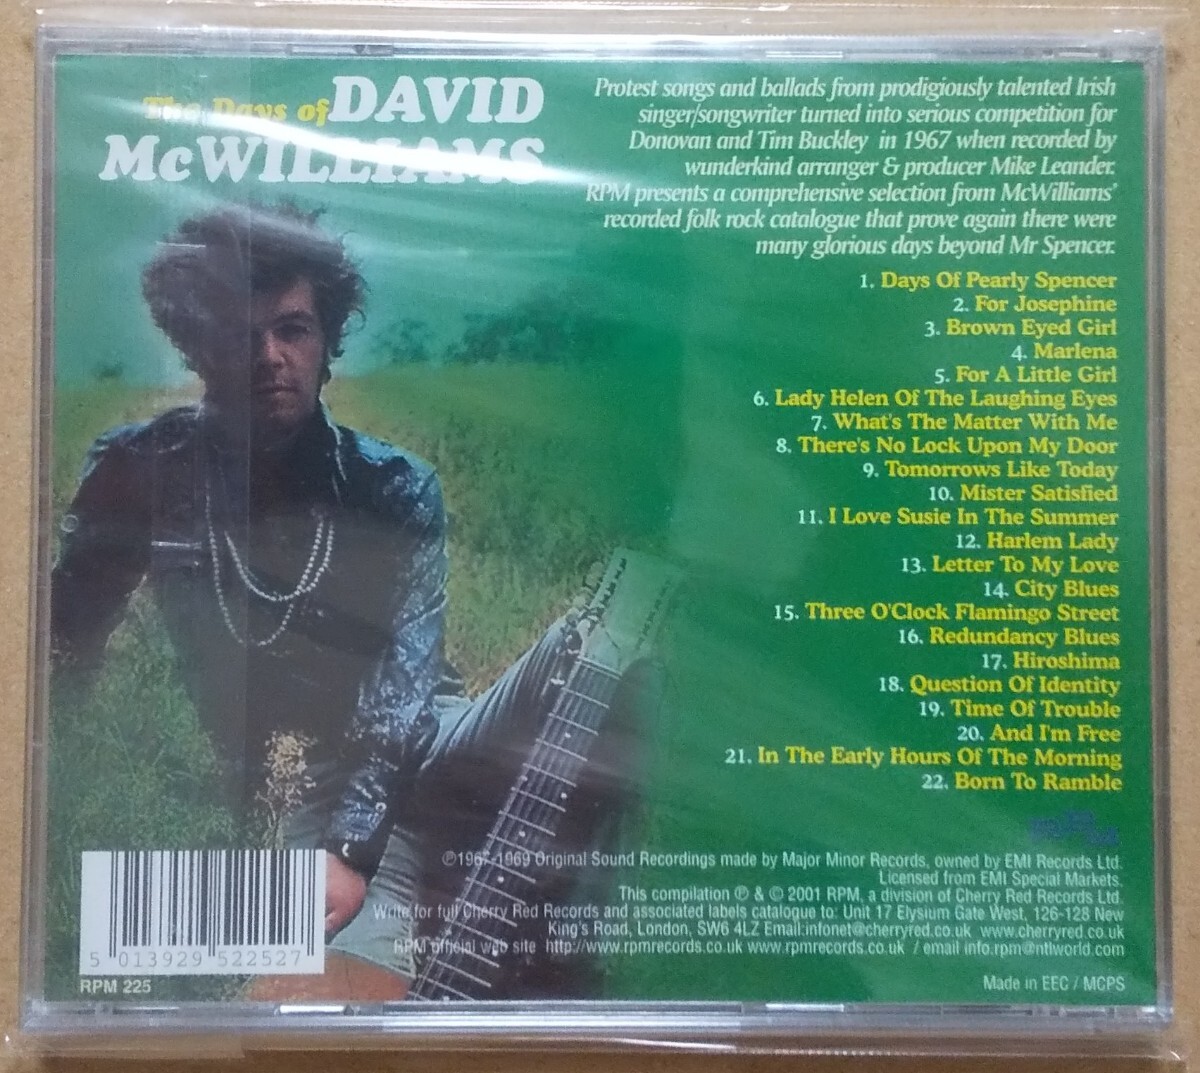 The Days of DAVID
McWILLIAMS
Protest songs and ballads from prodigiously talented Irish
singer/songwriter turned into serious competition for
Donovan and Tim Buckley in 1967 when recorded by
wunderkind arranger & producer Mike Leander.
RPM presents a comprehensive selection from McWilliams'
recorded folk rock catalogue that prove again there were
many glorious days beyond Mr Spencer.
1. Days Of Pearly Spencer
2. For Josephine
3. Brown Eyed Girl
4. Marlena
5. For A Little Girl
6. Lady Helen Of The Laughing Eyes
7. What's The Matter With Me
8. There's No Lock Upon My Door
9. Tomorrows Like Today
10. Mister Satisfied
11. I Love Susie In The Summer
12. Harlem Lady
13. Letter To My Love
14. City Blues
15. Three O'Clock Flamingo Street
16. Redundancy Blues
17. Hiroshima
18. Question Of Identity
19. Time Of Trouble
20. And I'm Free
21. In The Early Hours Of The Morning
22. Born To Ramble
℗1967-1969 Original Sound Recordings made by Major Minor Records, owned by EMI Records Ltd.
Licensed from EMI Special Markets.
This compilation ℗ & © 2001 RPM, a division of Cherry Red Records Ltd.
Write for full Cherry Red Records and associated labels catalogue to: Unit 17 Elysium Gate West, 126-128 New
King's Road, London, SW6 4LZ Email:infonet@cherryred.co.uk www.cherryred.co.uk
RPM official web site http://www.rpmrecords.co.uk www.rpmrecords.co.uk / email info.rpm@ntlworld.com
5 013929 522527
RPM 225
Made in EEC / MCPS